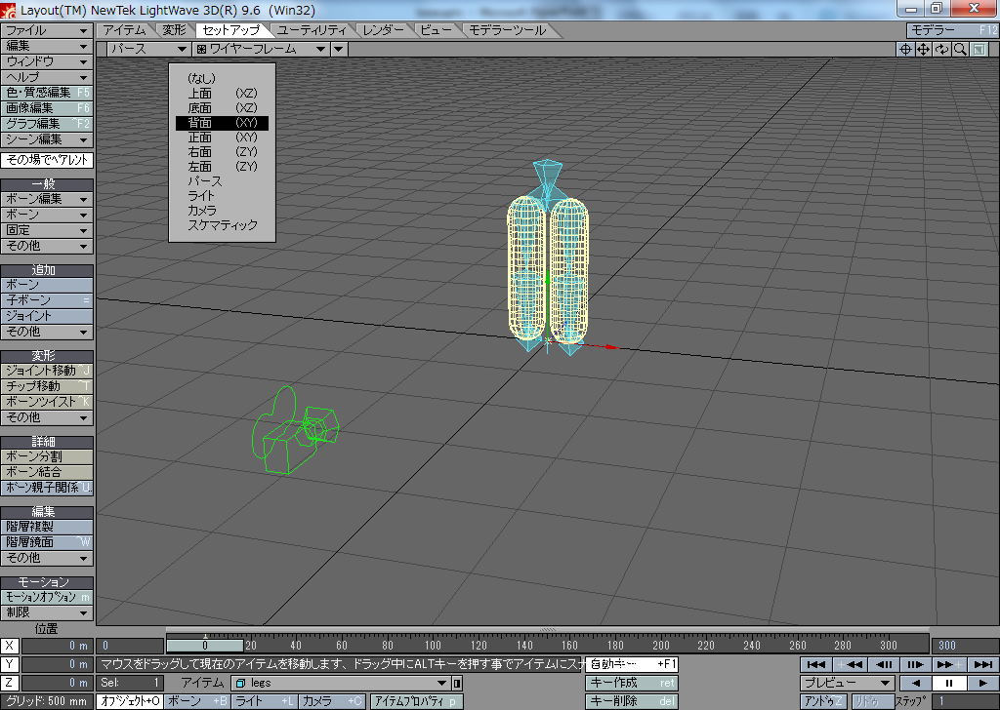 Layout(TM) NewTek LightWave 3D(R) 9.6 (Win32)
ファイル
アイテム 変形 セットアップ ユーティリティ レンダー ビュー モデラーツール モデラー F12
編集
パース ワイヤーフレーム
ウィンドウ
ヘルプ
色・質感編集 F5
画像編集 F6
グラフ編集 ^F2
シーン編集
その場でペアレント
(なし)
上面 (XZ)
底面 (XZ)
背面 (XY)
正面 (XY)
右面 (ZY)
左面 (ZY)
パース
ライト
カメラ
スケマティック
一般
ボーン編集
ボーン
固定
その他
追加
ボーン
子ボーン =
ジョイント
その他
変形
ジョイント移動 ^J
チップ移動 ^T
ボーンツイスト ^K
その他
詳細
ボーン分割
ボーン結合
ボーン親子関係 U
編集
階層複製
階層鏡面 ^W
その他
モーション
モーションオプション m
制限
位置
X 0 m
0 0 20 40 60 80 100 120 140 160 180 200 220 240 260 280 300 300
Y 0 m
マウスをドラッグして現在のアイテムを移動します、ドラッグ中にALTキーを押す事でアイテムにスナ
自動キー +F1
Z 0 m
Sel: 1
アイテム legs
キー作成 ret
プレビュー
グリッド: 500 mm
オブジェクト+O ボーン +B ライト +L カメラ +C アイテムプロパティ p
キー削除 del
アンドゥZ リドゥ ステップ 1